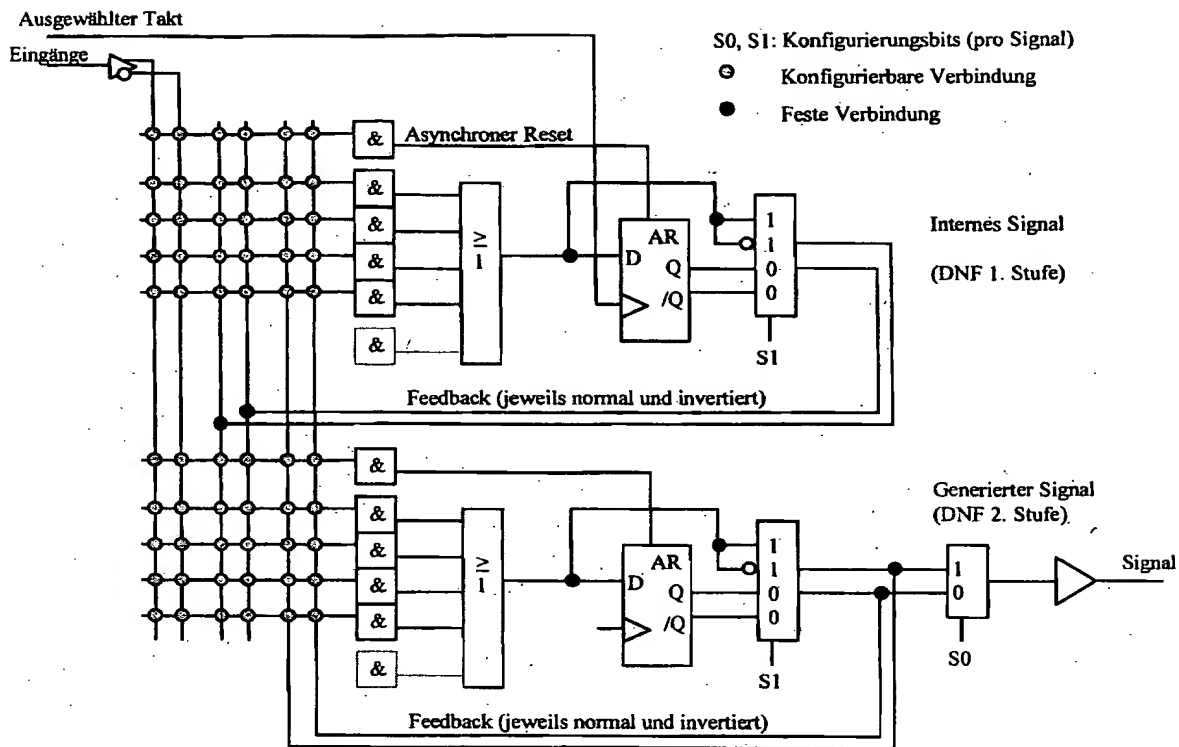 Ausgewählter Takt
Eingänge
S0, S1: Konfigurierungsbits (pro Signal)
Konfigurierbare Verbindung
Feste Verbindung
& Asynchroner Reset
&
&
&
&
&
≥
1
AR
D
Q
/Q
1
1
0
0
S1
Internes Signal
(DNF 1. Stufe)
Feedback (jeweils normal und invertiert)
&
&
&
&
&
&
≥
1
AR
D
Q
/Q
1
1
0
0
S1
Generierter Signal
(DNF 2. Stufe)
1
0
S0
Signal
Feedback (jeweils normal und invertiert)